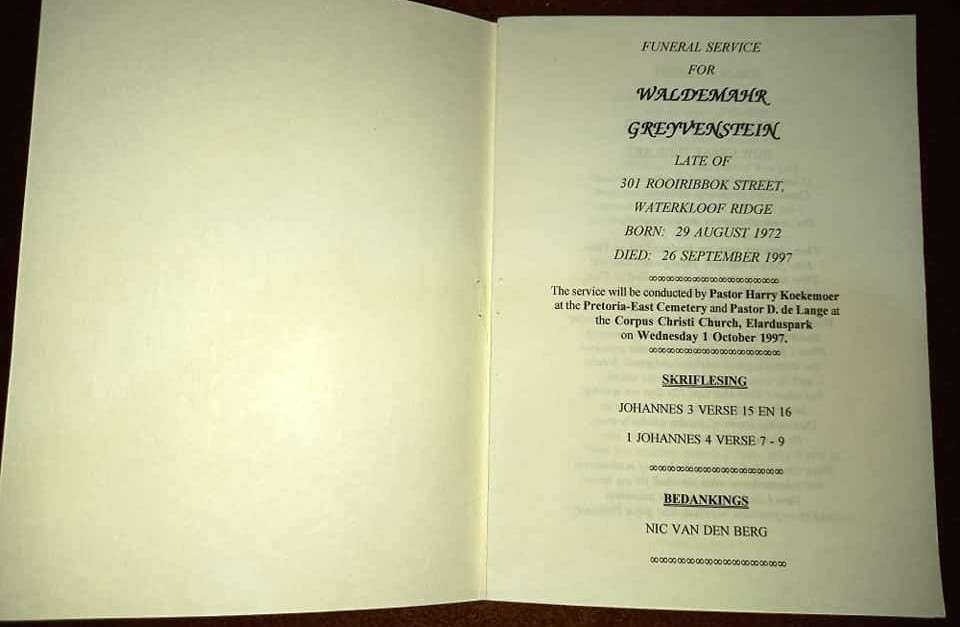 FUNERAL SERVICE
FOR
WALDEMAHR
GREYVENSTEIN
LATE OF
301 ROOIRIBBOK STREET,
WATERKLOOF RIDGE
BORN: 29 AUGUST 1972
DIED: 26 SEPTEMBER 1997
∞∞∞∞∞∞∞∞∞∞∞∞∞∞∞
The service will be conducted by Pastor Harry Koekemoer
at the Pretoria-East Cemetery and Pastor D. de Lange at
the Corpus Christi Church, Elarduspark
on Wednesday 1 October 1997.
∞∞∞∞∞∞∞∞∞∞∞∞∞∞∞
SKRIFLESING
JOHANNES 3 VERSE 15 EN 16
1 JOHANNES 4 VERSE 7 - 9
∞∞∞∞∞∞∞∞∞∞∞∞∞∞∞
BEDANKINGS
NIC VAN DEN BERG
∞∞∞∞∞∞∞∞∞∞∞∞∞∞∞